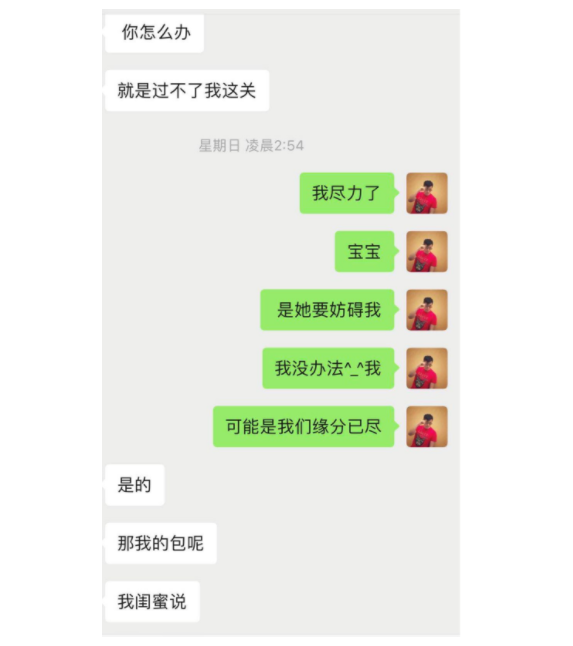 你怎么办
就是过不了我这关
星期日 凌晨2:54
我尽力了
宝宝
是她要妨碍我
我没办法^_^我
可能是我们缘分已尽
是的
那我的包呢
我闺蜜说